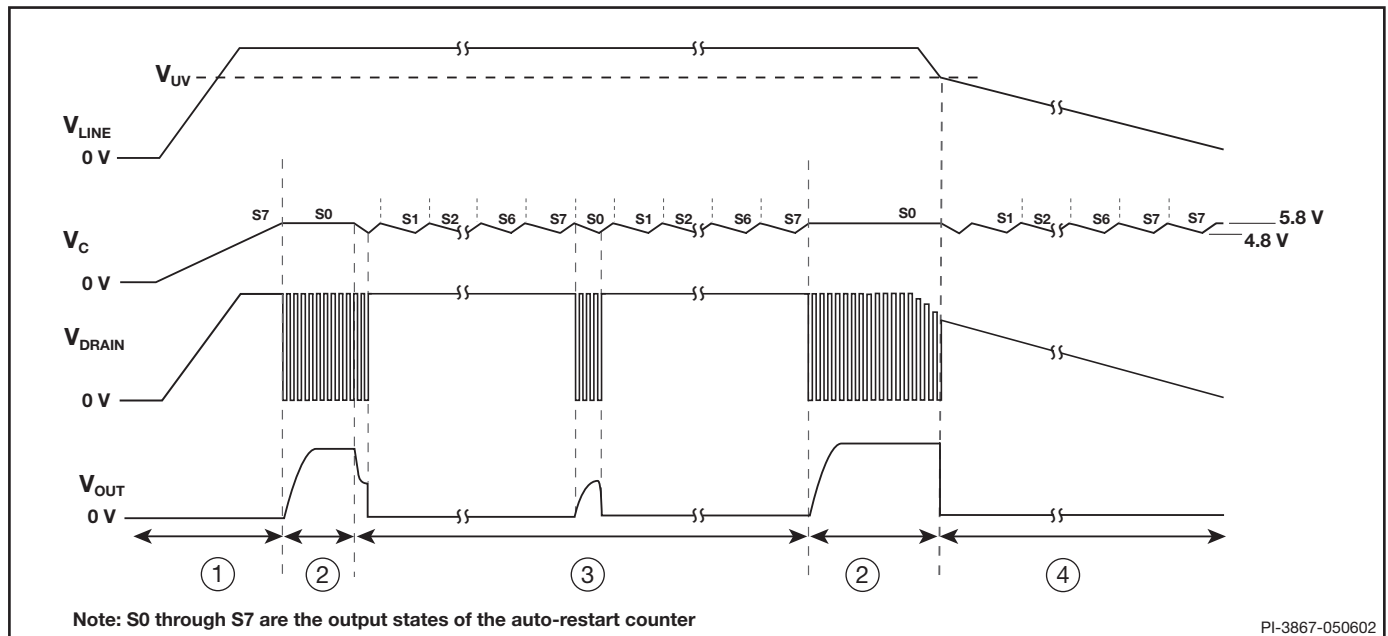 V_UV
V_LINE
0 V
S7 S0 S1 S2 S6 S7 S0 S1 S2 S6 S7 S0 S1 S2 S6 S7 S7 5.8 V
4.8 V
V_C
0 V
V_DRAIN
0 V
V_OUT
0 V
1 2 3 2 4
Note: S0 through S7 are the output states of the auto-restart counter
PI-3867-050602